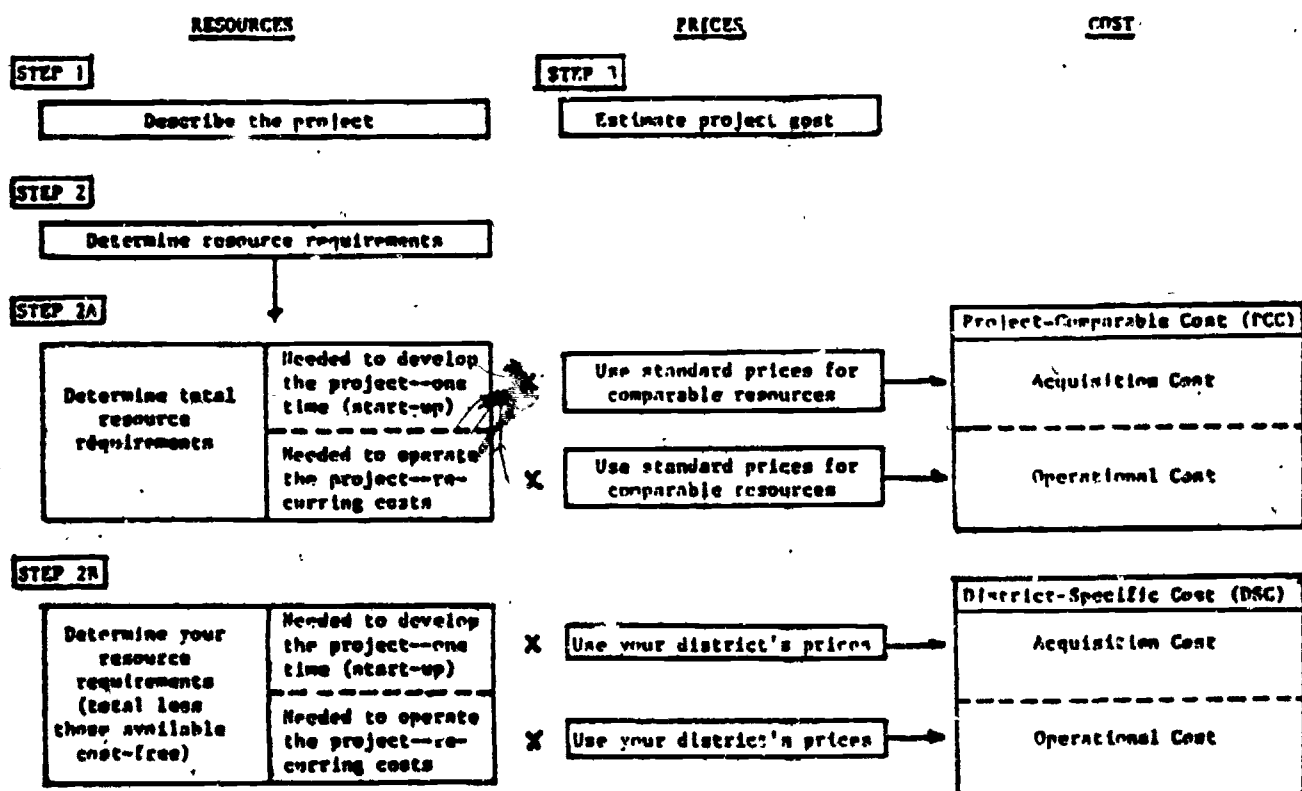 RESOURCES
PRICES
COST
STEP 1
STEP 3
Describe the project
Estimate project cost
STEP 2
Determine resource requirements
STEP 2A
Determine total
resource
requirements
Needed to develop
the project--one
time (start-up)
Needed to operate
the project--re-
curring costs
X
Use standard prices for
comparable resources
X
Use standard prices for
comparable resources
Project-Comparable Cost (PCC)
Acquisition Cost
Operational Cost
STEP 2B
Determine your
resource
requirements
(total less
those available
cost-free)
Needed to develop
the project--one
time (start-up)
Needed to operate
the project--re-
curring costs
X
Use your district's prices
X
Use your district's prices
District-Specific Cost (DSC)
Acquisition Cost
Operational Cost